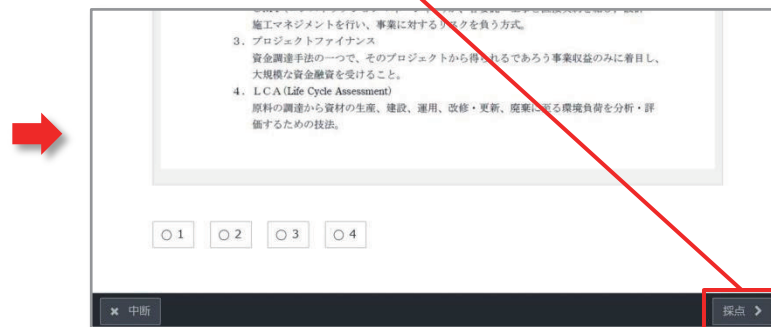 施工マネジメントを行い、事業に対するリスクを負う方式。
3．プロジェクトファイナンス
資金調達手法の一つで、そのプロジェクトから得られるであろう事業収益のみに着目し、
大規模な資金融資を受けること。
4．LCA(Life Cycle Assessment)
原料の調達から資材の生産、建設、運用、改修・更新、廃棄に至る環境負荷を分析・評
価するための技法。
1 2 3 4
中断 採点